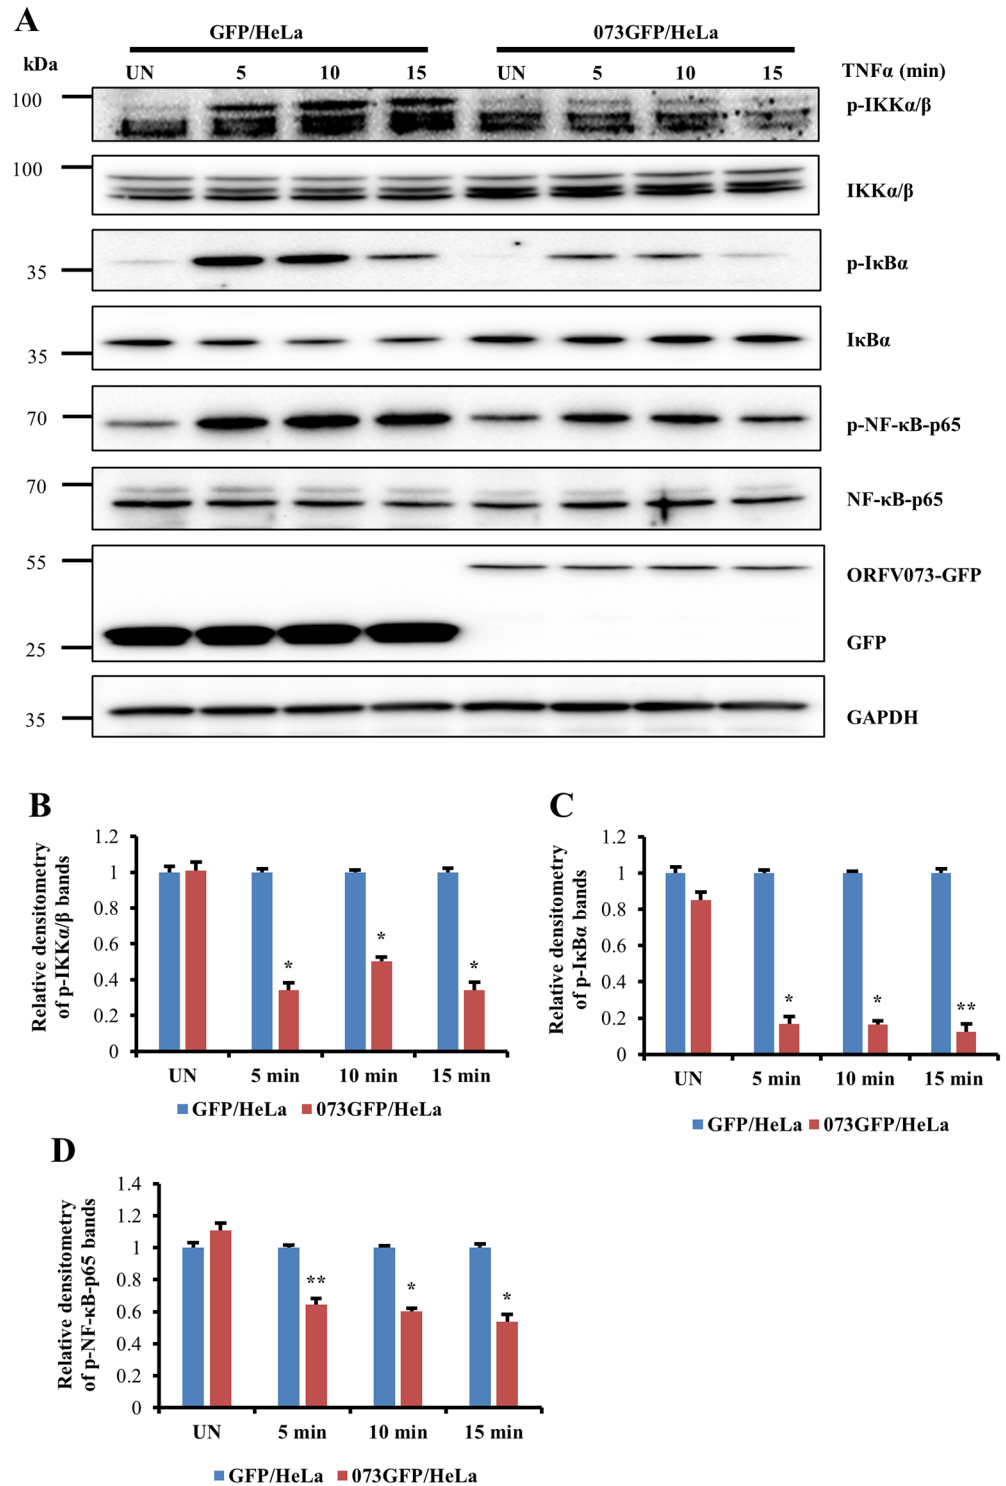 A
GFP/HeLa 073GFP/HeLa
kDa
UN 5 10 15 UN 5 10 15 TNFα (min)
100 p-IKKα/β
100 IKKα/β
35 p-IκBα
35 IκBα
70 p-NF-κB-p65
70 NF-κB-p65
55 ORFV073-GFP
25 GFP
35 GAPDH
B
Relative densitometry
of p-IKKα/β bands
1.2
1
0.8
0.6
0.4
0.2
0
* * *
UN 5 min 10 min 15 min
GFP/HeLa 073GFP/HeLa
C
Relative densitometry
of p-IκBα bands
1.2
1
0.8
0.6
0.4
0.2
0
* * **
UN 5 min 10 min 15 min
GFP/HeLa 073GFP/HeLa
D
Relative densitometry
of p-NF-κB-p65 bands
1.4
1.2
1
0.8
0.6
0.4
0.2
0
** * *
UN 5 min 10 min 15 min
GFP/HeLa 073GFP/HeLa